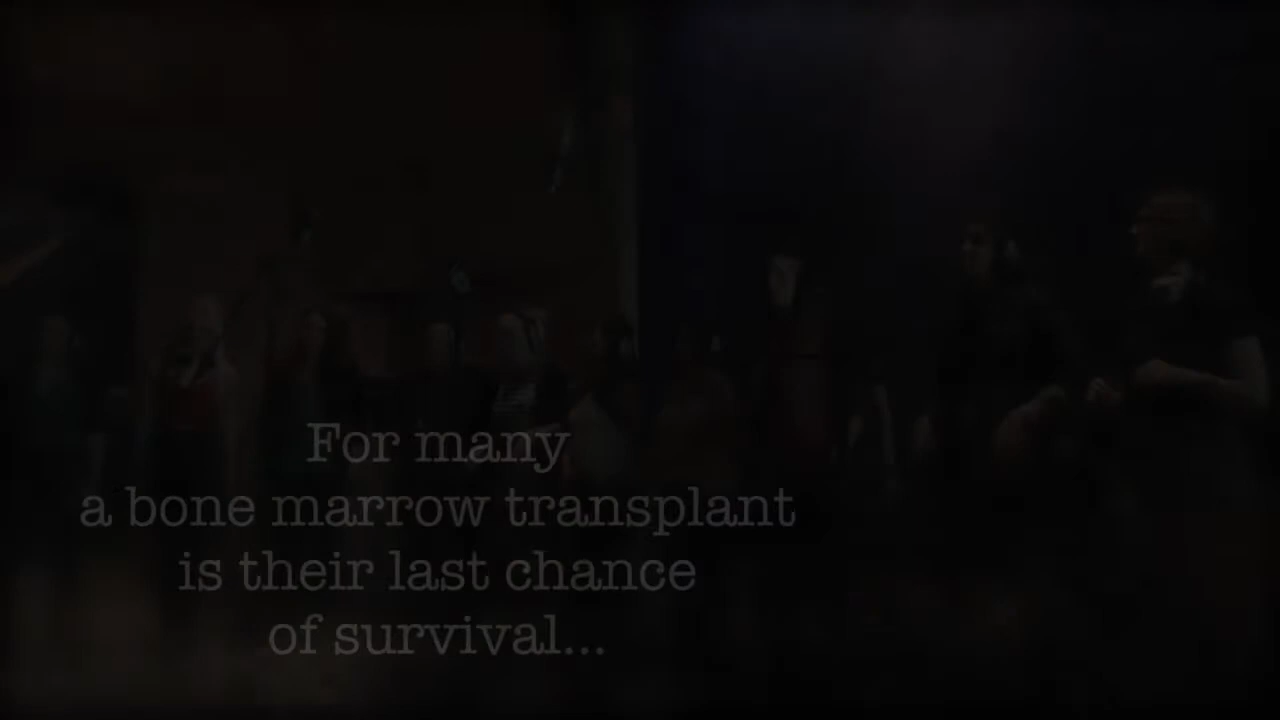 For many
a bone marrow transplant
is their last chance
of survival...